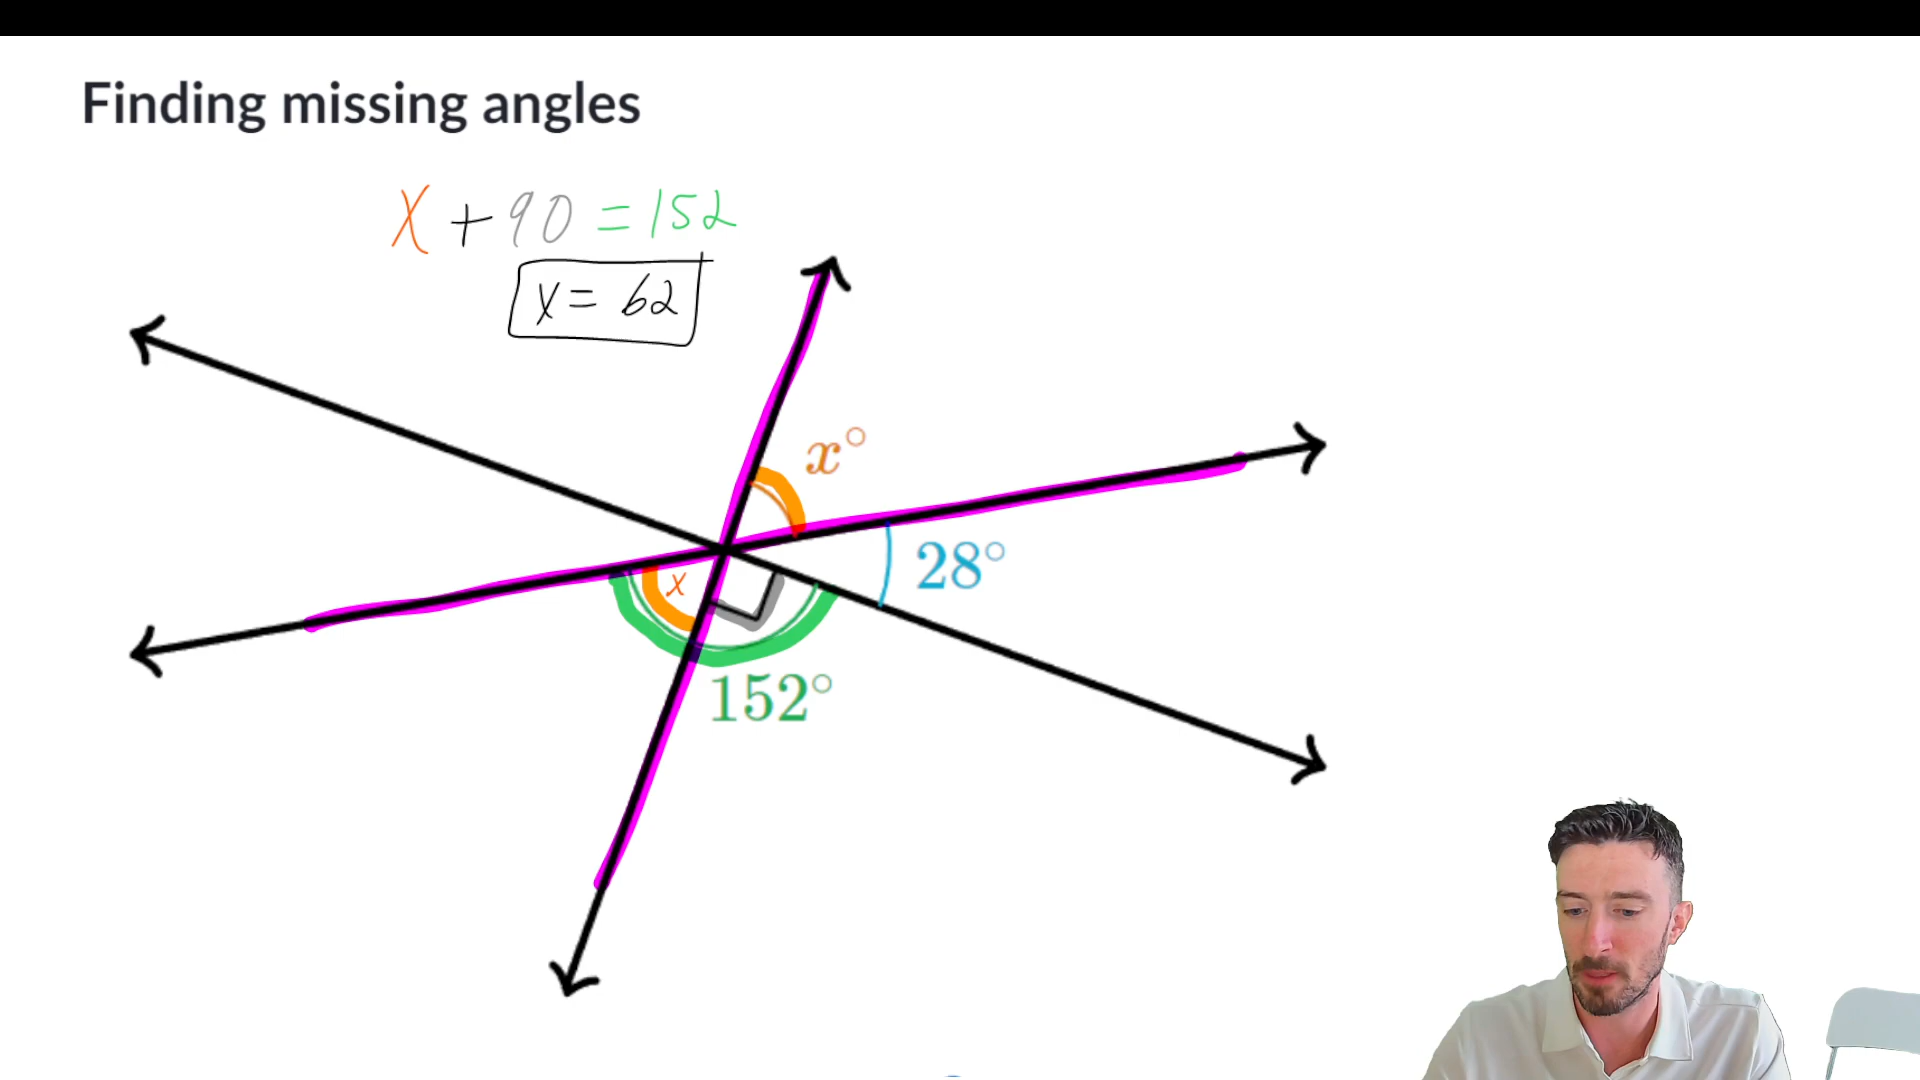 Finding missing angles
x + 90 = 152
x = 62
x°
28°
x
152°